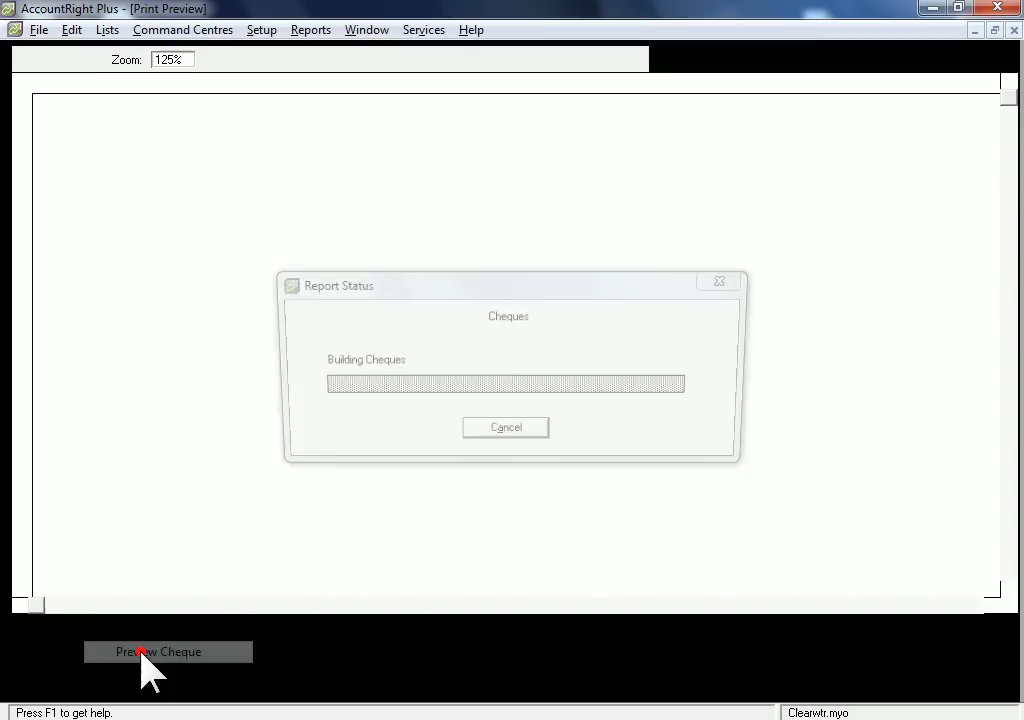 AccountRight Plus - [Print Preview]
File Edit Lists Command Centres Setup Reports Window Services Help
Zoom: 125%
Report Status
Cheques
Building Cheques
Cancel
Preview Cheque
Press F1 to get help. Clearwtr.myo